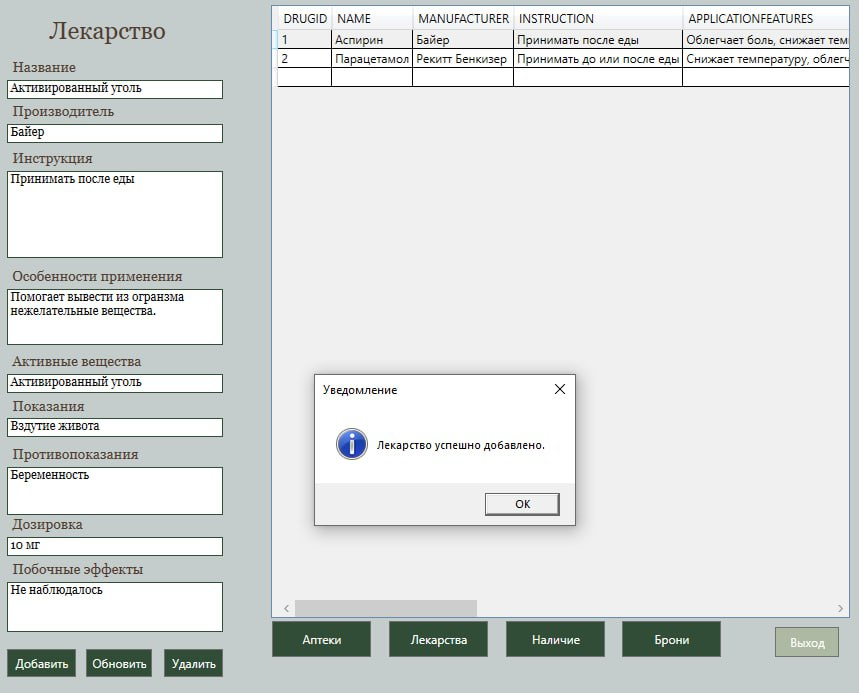 Лекарство
Название
Активированный уголь
Производитель
Байер
Инструкция
Принимать после еды
Особенности применения
Помогает вывести из огранзма
нежелательные вещества.
Активные вещества
Активированный уголь
Показания
Вздутие живота
Противопоказания
Беременность
Дозировка
10 мг
Побочные эффекты
Не наблюдалось
Добавить Обновить Удалить
DRUGID NAME MANUFACTURER INSTRUCTION APPLICATIONFEATURES
1 Аспирин Байер Принимать после еды Облегчает боль, снижает тем
2 Парацетамол Рекитт Бенкизер Принимать до или после еды Снижает температуру, облегч
Уведомление
Лекарство успешно добавлено.
OK
Аптеки Лекарства Наличие Брони Выход